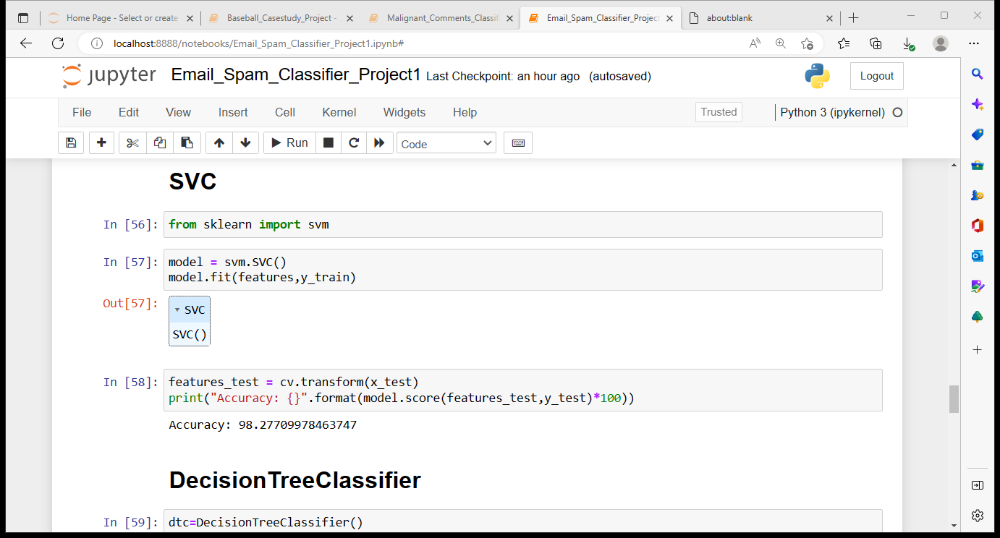 Home Page - Select or create
Baseball_Casestudy_Project -
Malignant_Comments_Classifi
Email_Spam_Classifier_Project
about:blank
localhost:8888/notebooks/Email_Spam_Classifier_Project1.ipynb#
jupyter Email_Spam_Classifier_Project1 Last Checkpoint: an hour ago (autosaved)
Logout
File Edit View Insert Cell Kernel Widgets Help
Trusted
Python 3 (ipykernel)
Run
Code
SVC
In [56]: from sklearn import svm
In [57]: model = svm.SVC()
model.fit(features,y_train)
Out[57]: SVC
SVC()
In [58]: features_test = cv.transform(x_test)
print("Accuracy: {}".format(model.score(features_test,y_test)*100))
Accuracy: 98.27709978463747
DecisionTreeClassifier
In [59]: dtc=DecisionTreeClassifier()